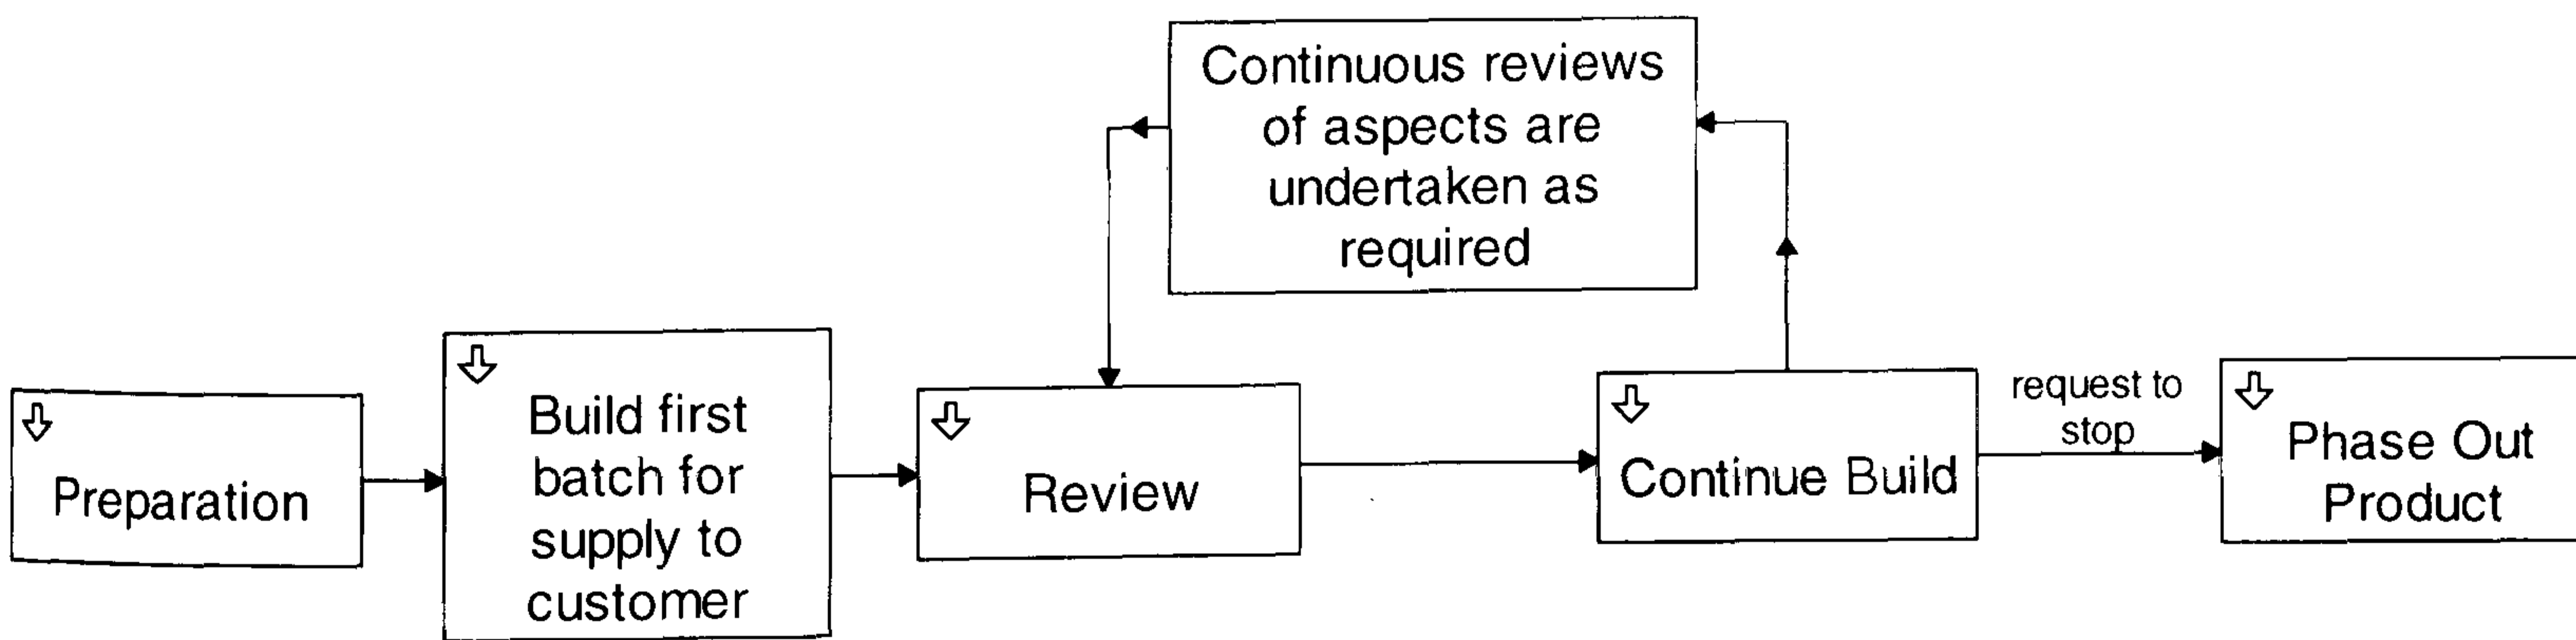 Continuous reviews
of aspects are
undertaken as
required
Preparation
Build first
batch for
supply to
customer
Review
Continue Build
request to
stop
Phase Out
Product